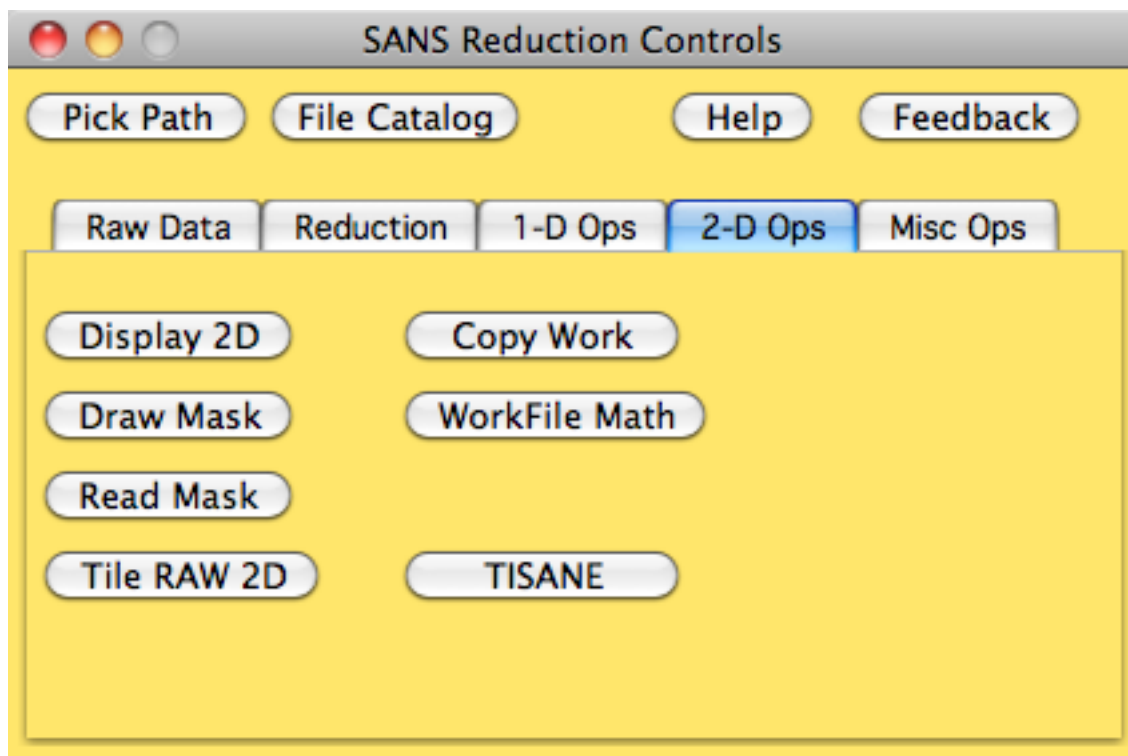 SANS Reduction Controls
Pick Path File Catalog Help Feedback
Raw Data Reduction 1-D Ops 2-D Ops Misc Ops
Display 2D Copy Work
Draw Mask WorkFile Math
Read Mask
Tile RAW 2D TISANE